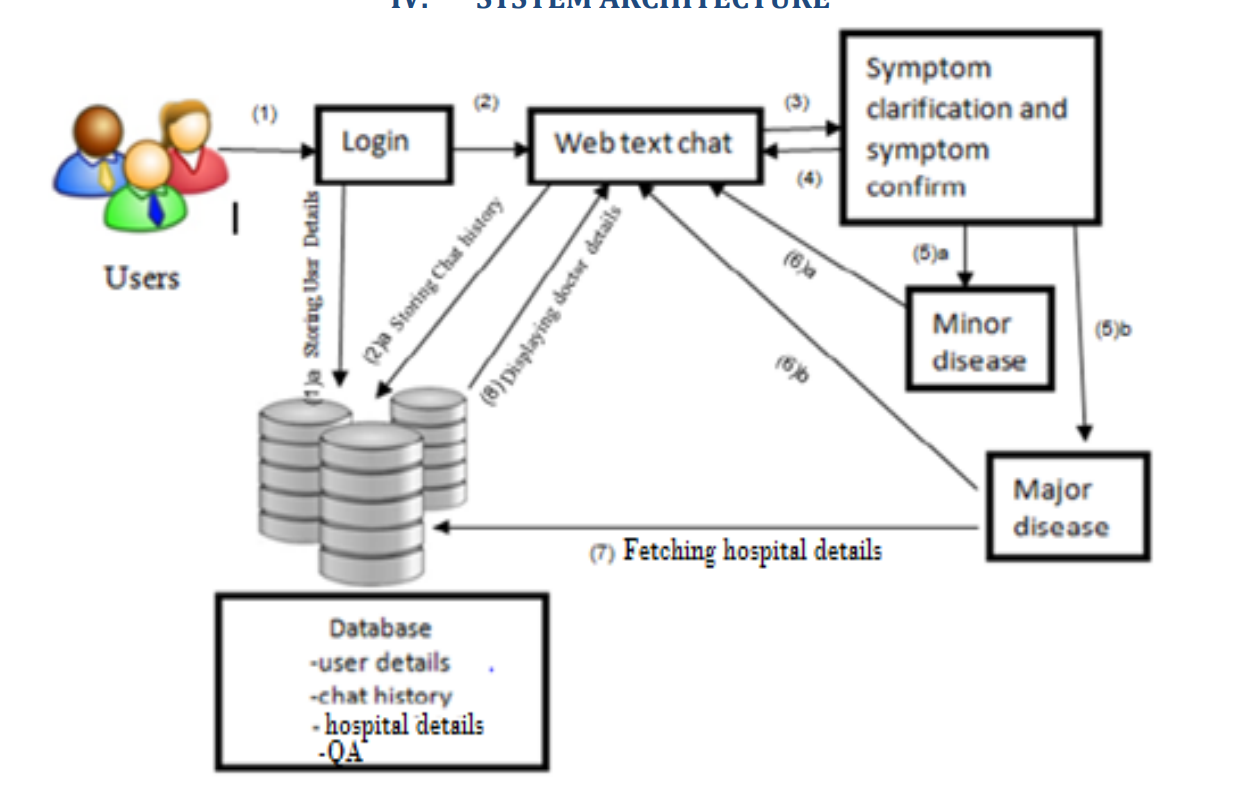 IV. SYSTEM ARCHITECTURE
Users
(1)
Login
(2)
Web text chat
(3)
(4)
Symptom
clarification and
symptom
confirm
(1)a Storing User Details
(2)a Storing Chat history
(8) Displaying doctor details
(6)a
(6)b
(5)a
(5)b
Minor
disease
Major
disease
(7) Fetching hospital details
Database
-user details
-chat history
- hospital details
-QA